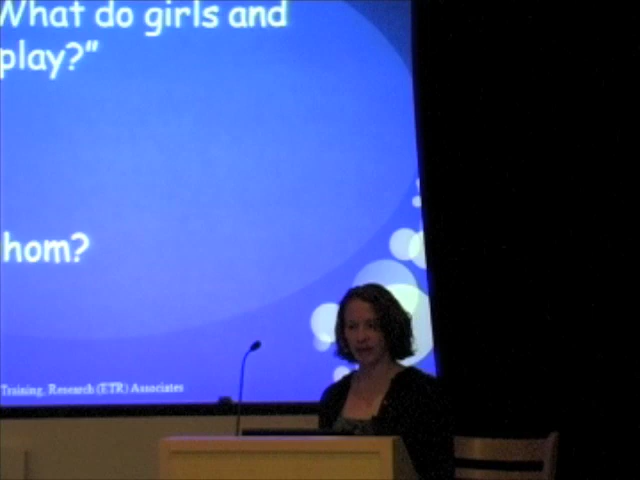 What do girls and
play?”
hom?
Training, Research (ETR) Associates